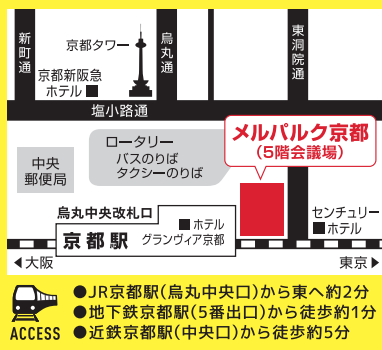 新町通
京都タワー
烏丸通
東洞院通
京都新阪急
ホテル
塩小路通
メルパルク京都
(5階会議場)
ロータリー
バスのりば
タクシーのりば
中央
郵便局
烏丸中央改札口
京都駅
ホテル
グランヴィア京都
センチュリー
ホテル
大阪
東京
●JR京都駅(烏丸中央口)から東へ約2分
●地下鉄京都駅(5番出口)から徒歩約1分
●近鉄京都駅(中央口)から徒歩約5分
ACCESS